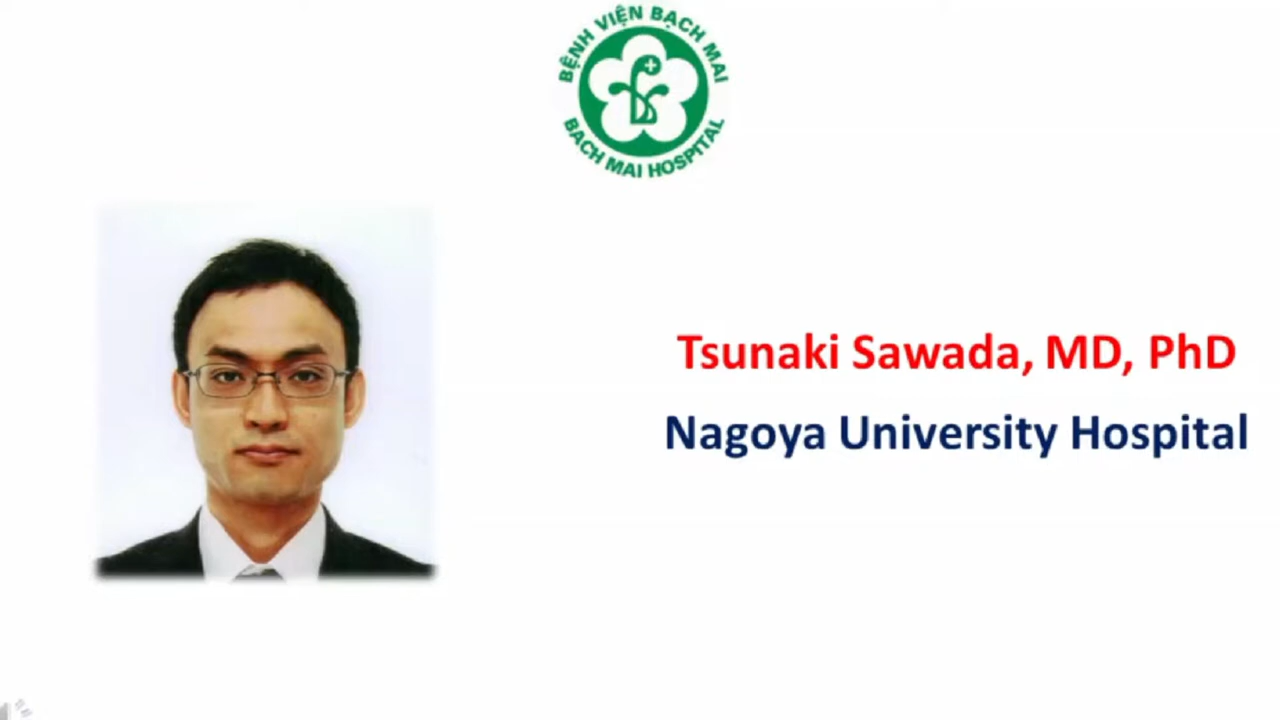 BỆNH VIỆN BẠCH MAI
BACH MAI HOSPITAL
Tsunaki Sawada, MD, PhD
Nagoya University Hospital